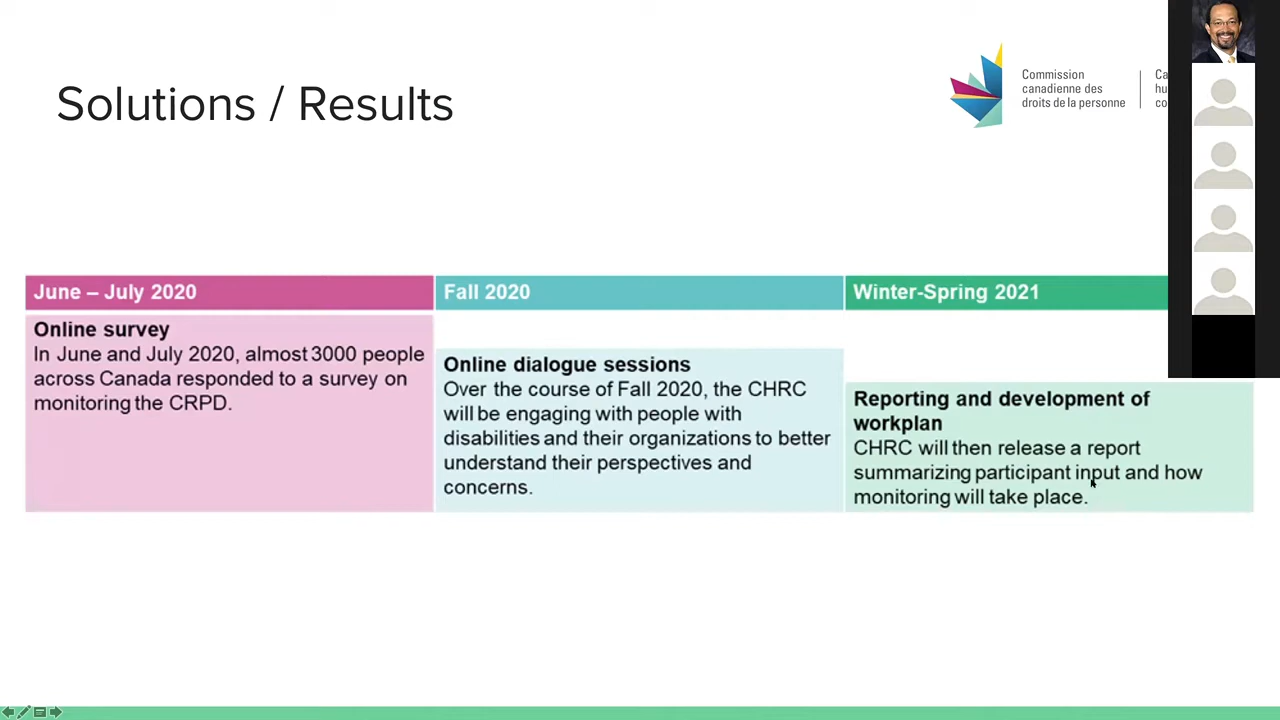 Solutions / Results
Commission
canadienne des
droits de la personne
Ca
hu
co
June – July 2020
Fall 2020
Winter-Spring 2021
Online survey
In June and July 2020, almost 3000 people
across Canada responded to a survey on
monitoring the CRPD.
Online dialogue sessions
Over the course of Fall 2020, the CHRC
will be engaging with people with
disabilities and their organizations to better
understand their perspectives and
concerns.
Reporting and development of
workplan
CHRC will then release a report
summarizing participant input and how
monitoring will take place.